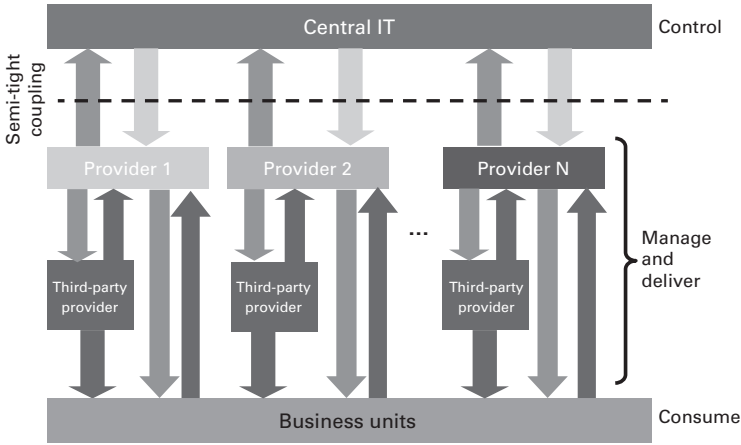 Central IT
Control
Semi-tight
coupling
Provider 1
Provider 2
Provider N
...
Manage
and
deliver
Third-party
provider
Third-party
provider
Third-party
provider
Business units
Consume